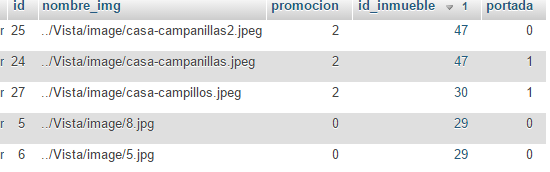 id nombre_img promocion id_inmueble 1 portada
r 25 ../Vista/image/casa-campanillas2.jpeg 2 47 0
r 24 ../Vista/image/casa-campanillas.jpeg 2 47 1
r 27 ../Vista/image/casa-campillos.jpeg 2 30 1
r 5 ../Vista/image/8.jpg 0 29 0
r 6 ../Vista/image/5.jpg 0 29 0